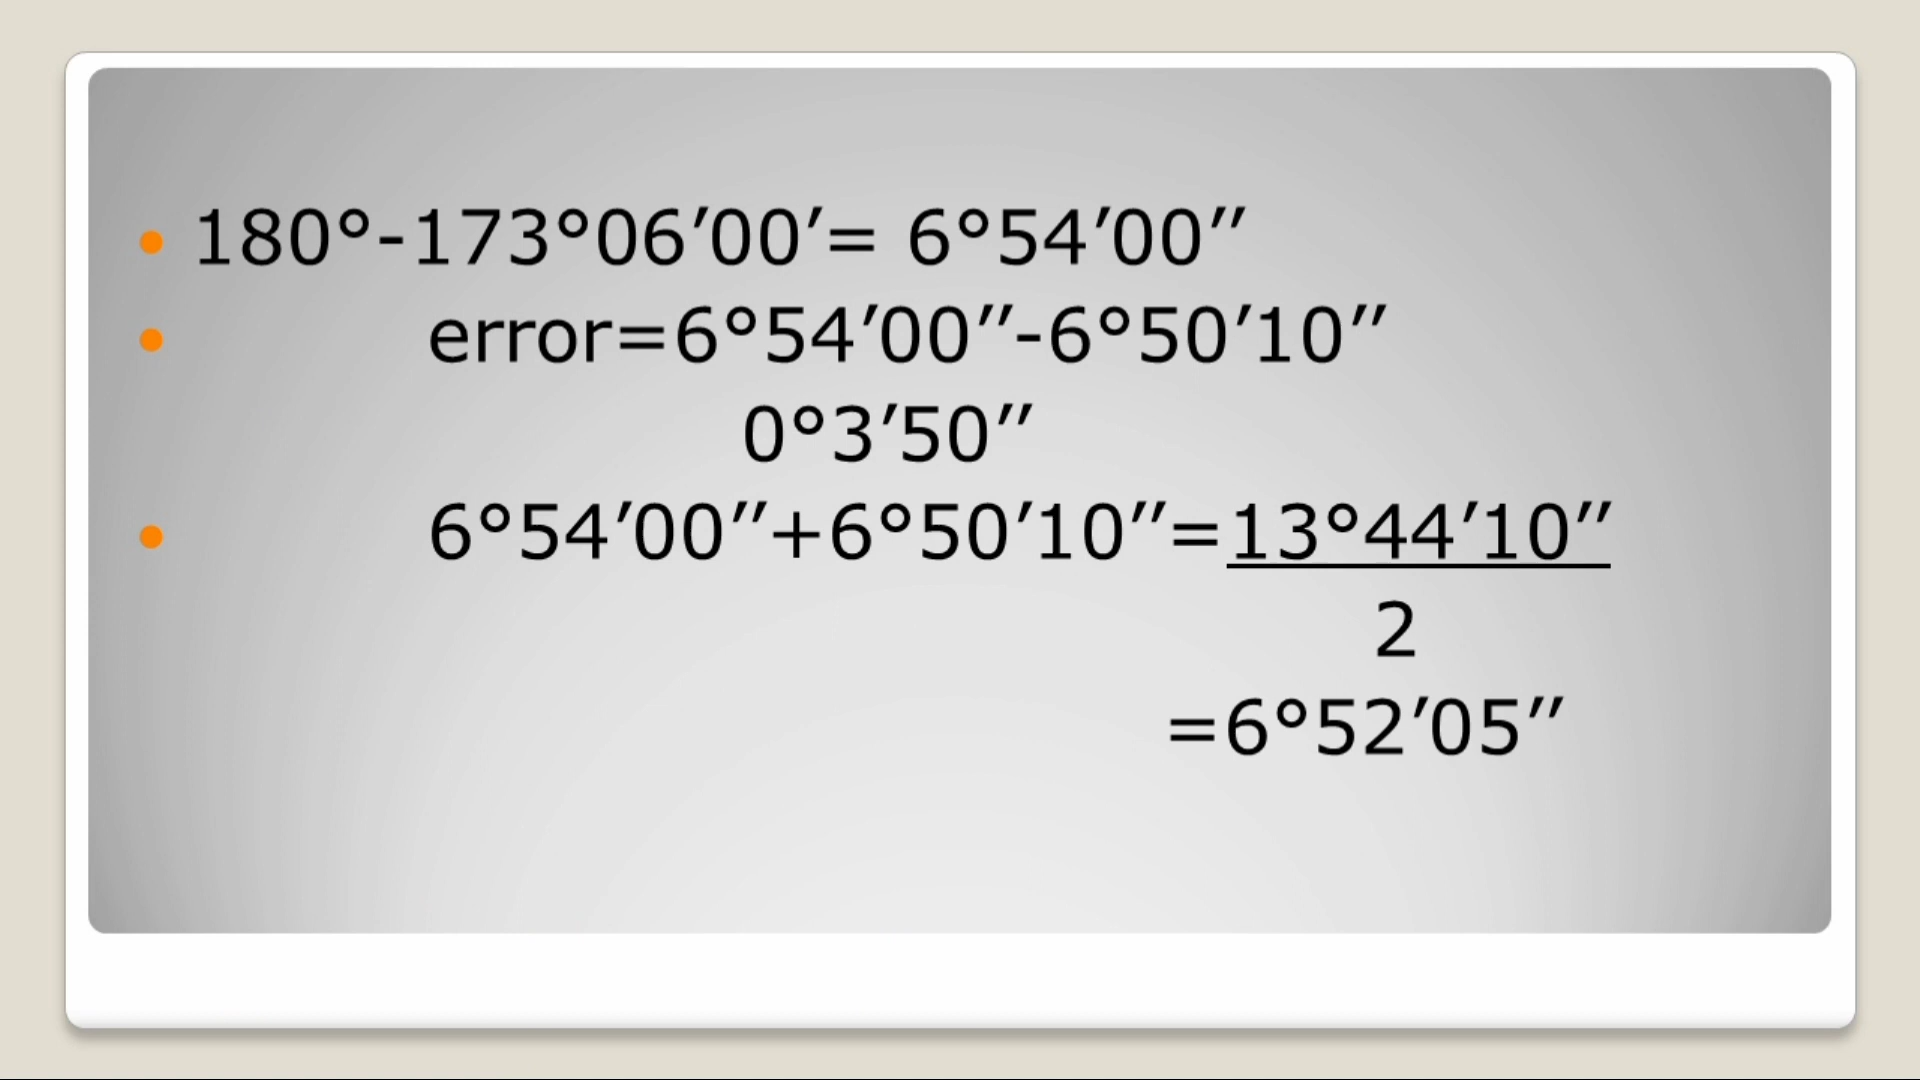 • 180°-173°06′00′= 6°54′00′′
• error=6°54′00′′-6°50′10′′
0°3′50′′
• 6°54′00′′+6°50′10′′=13°44′10′′
2
=6°52′05′′